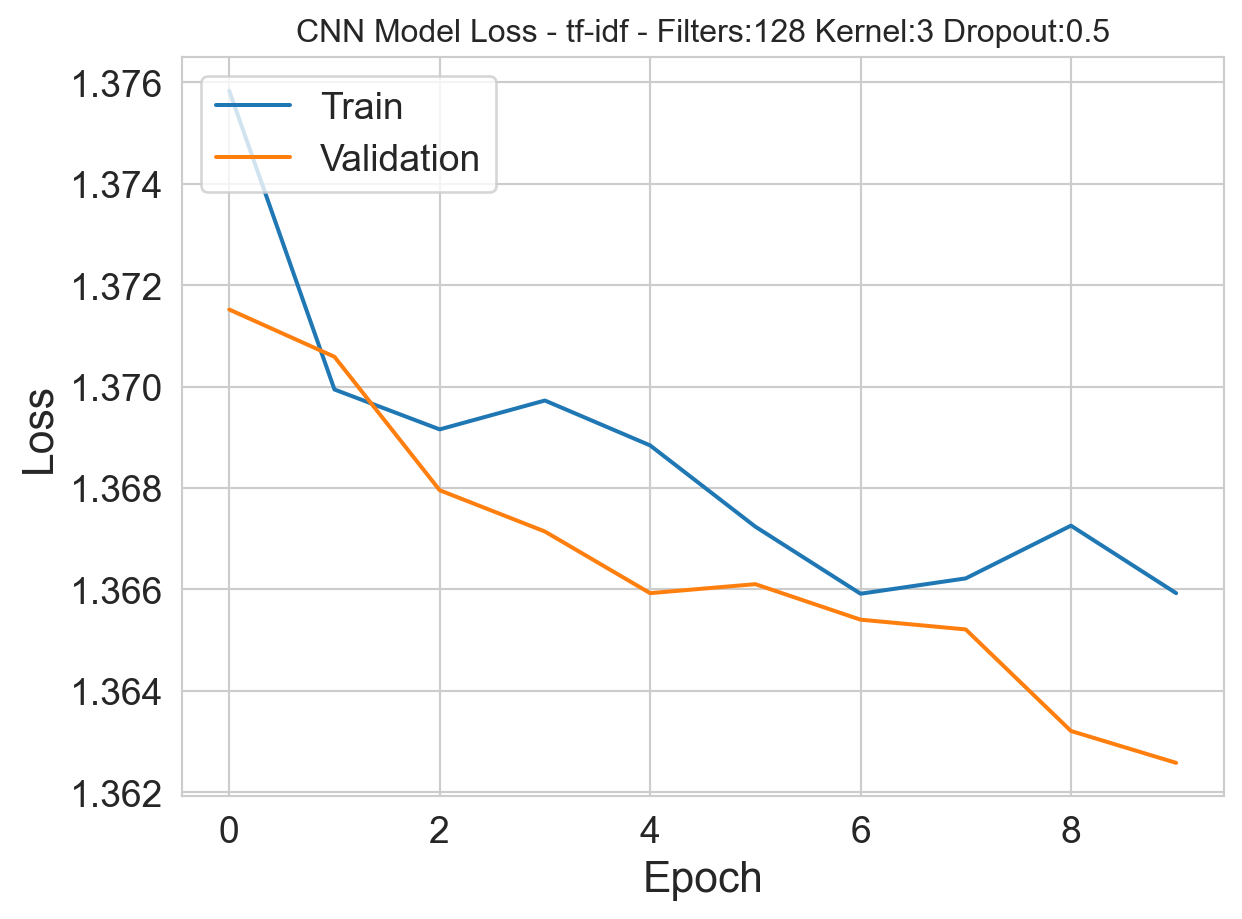 CNN Model Loss - tf-idf - Filters:128 Kernel:3 Dropout:0.5
Train
Validation
1.376
1.374
1.372
1.370
1.368
1.366
1.364
1.362
Loss
0 2 4 6 8
Epoch